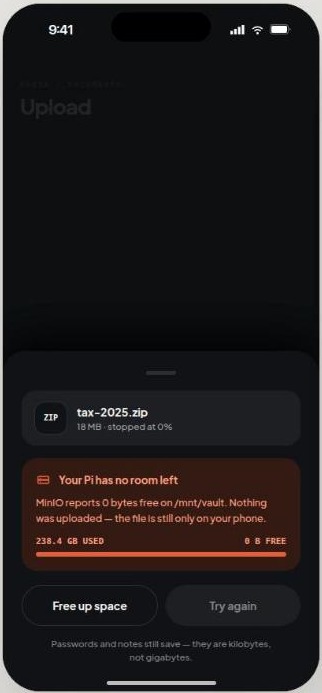 9:41
Upload
ZIP
tax-2025.zip
18 MB · stopped at 0%
Your Pi has no room left
MinIO reports 0 bytes free on /mnt/vault. Nothing
was uploaded — the file is still only on your phone.
238.4 GB USED
0 B FREE
Free up space
Try again
Passwords and notes still save — they are kilobytes,
not gigabytes.